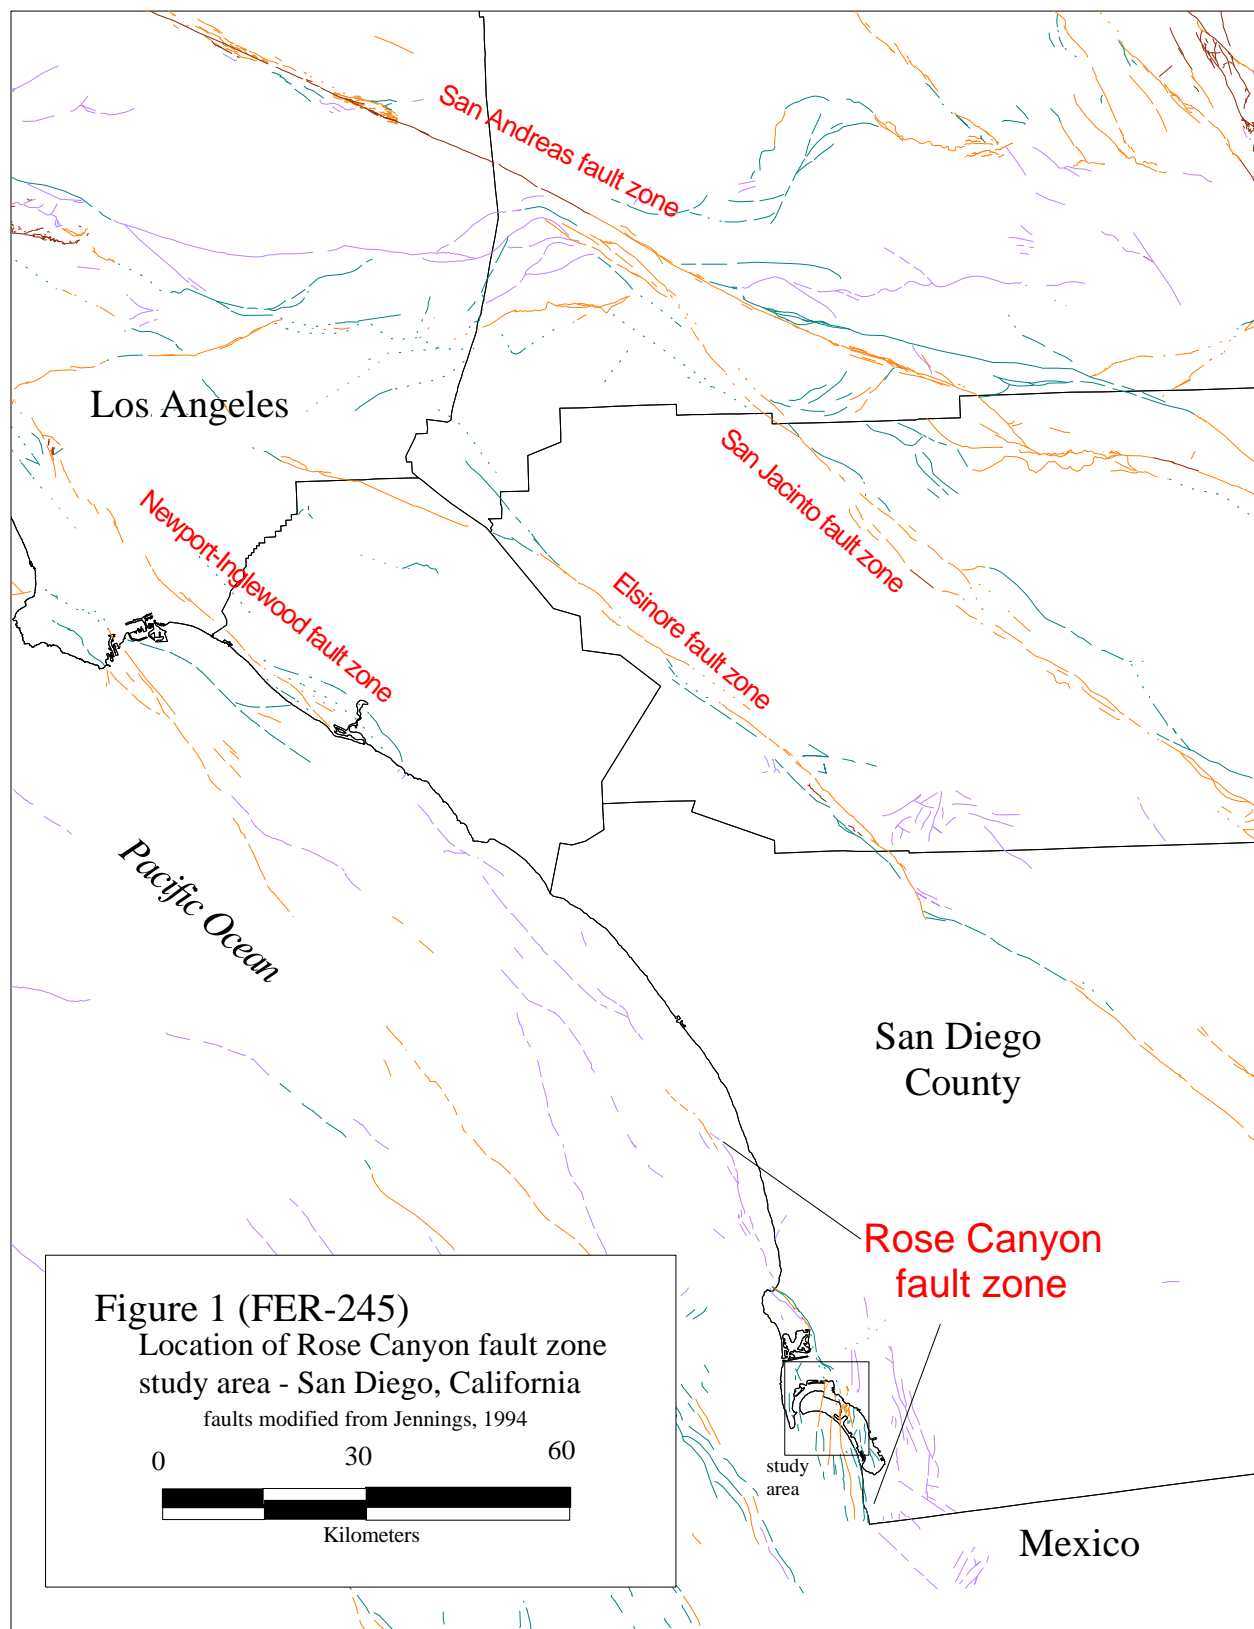 San Andreas fault zone
Los Angeles
San Jacinto fault zone
Newport-Inglewood fault zone
Elsinore fault zone
Pacific Ocean
San Diego
County
Rose Canyon
fault zone
Figure 1 (FER-245)
Location of Rose Canyon fault zone
study area - San Diego, California
faults modified from Jennings, 1994
0 30 60
Kilometers
study
area
Mexico